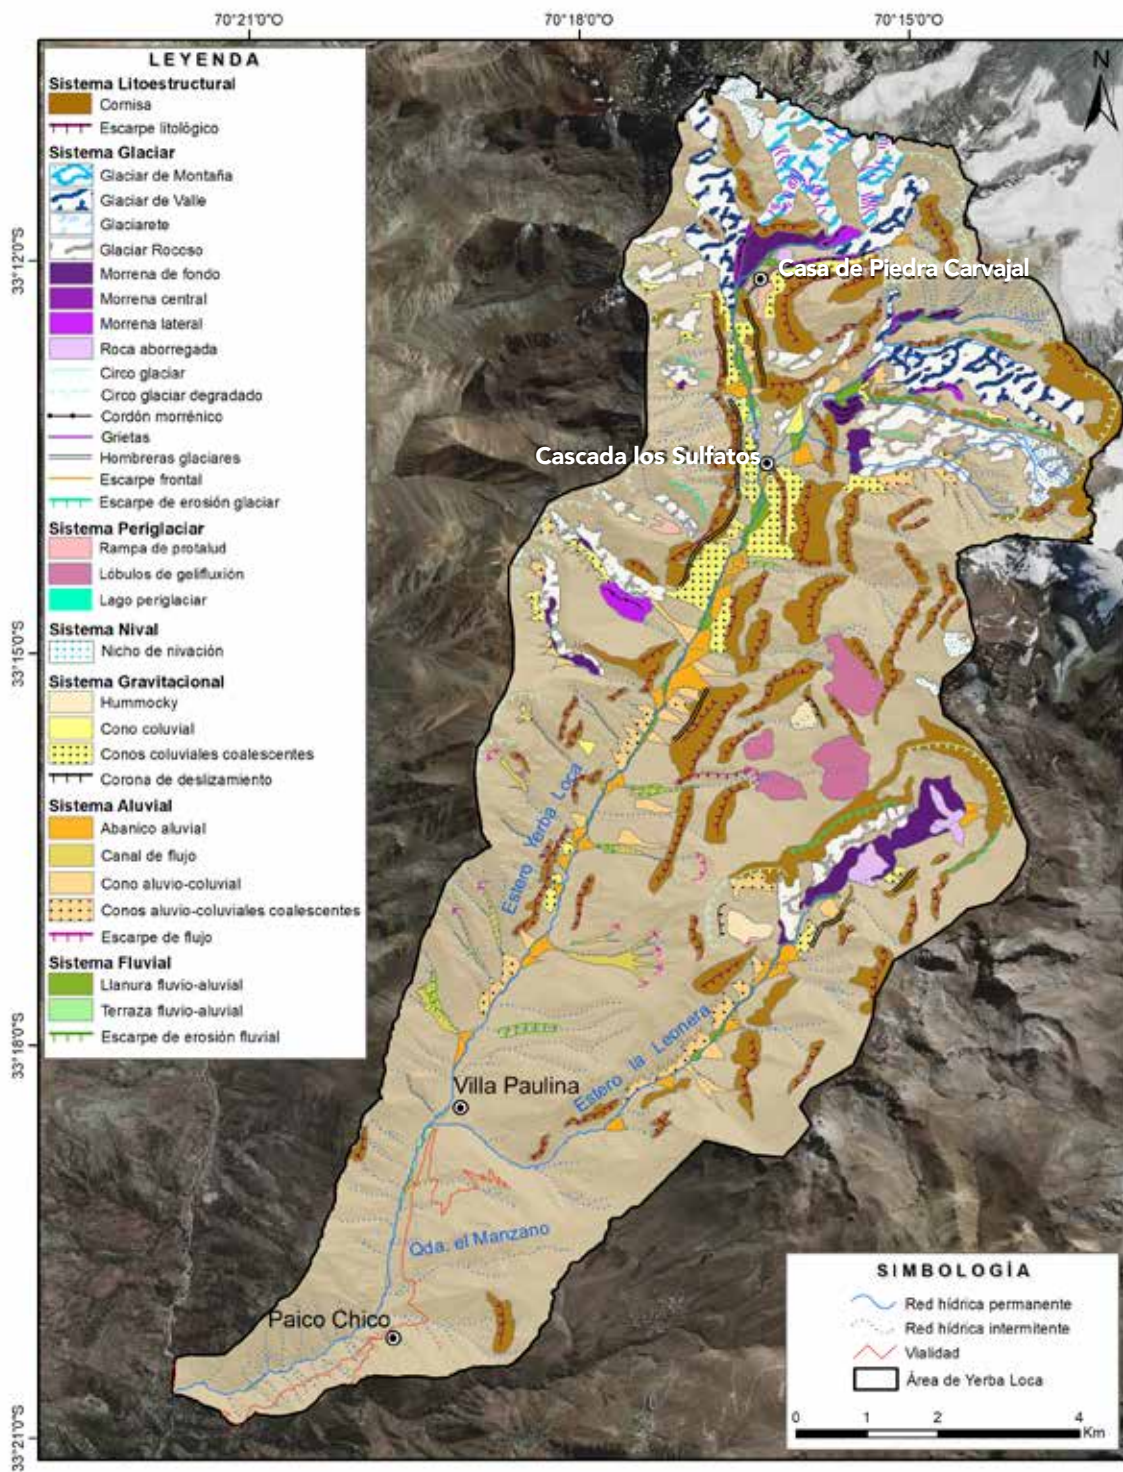 70°21'0"O
70°18'0"O
70°15'0"O
N
33°12'0"S
33°15'0"S
33°18'0"S
33°21'0"S
LEYENDA
Sistema Litoestructural
Cornisa
Escarpe litológico
Sistema Glaciar
Glaciar de Montaña
Glaciar de Valle
Glaciarete
Glaciar Rocoso
Morrena de fondo
Morrena central
Morrena lateral
Roca aborregada
Circo glaciar
Circo glaciar degradado
Cordón morrénico
Grietas
Hombreras glaciares
Escarpe frontal
Escarpe de erosión glaciar
Sistema Periglaciar
Rampa de protalud
Lóbulos de gelifluxión
Lago periglaciar
Sistema Nival
Nicho de nivación
Sistema Gravitacional
Hummocky
Cono coluvial
Conos coluviales coalescentes
Corona de deslizamiento
Sistema Aluvial
Abanico aluvial
Canal de flujo
Cono aluvio-coluvial
Conos aluvio-coluviales coalescentes
Escarpe de flujo
Sistema Fluvial
Llanura fluvio-aluvial
Terraza fluvio-aluvial
Escarpe de erosión fluvial
Casa de Piedra Carvajal
Cascada los Sulfatos
Estero Yerba Loca
Estero la Leonera
Villa Paulina
Qda. el Manzano
Paico Chico
SIMBOLOGÍA
Red hídrica permanente
Red hídrica intermitente
Vialidad
Área de Yerba Loca
0 1 2 4
Km